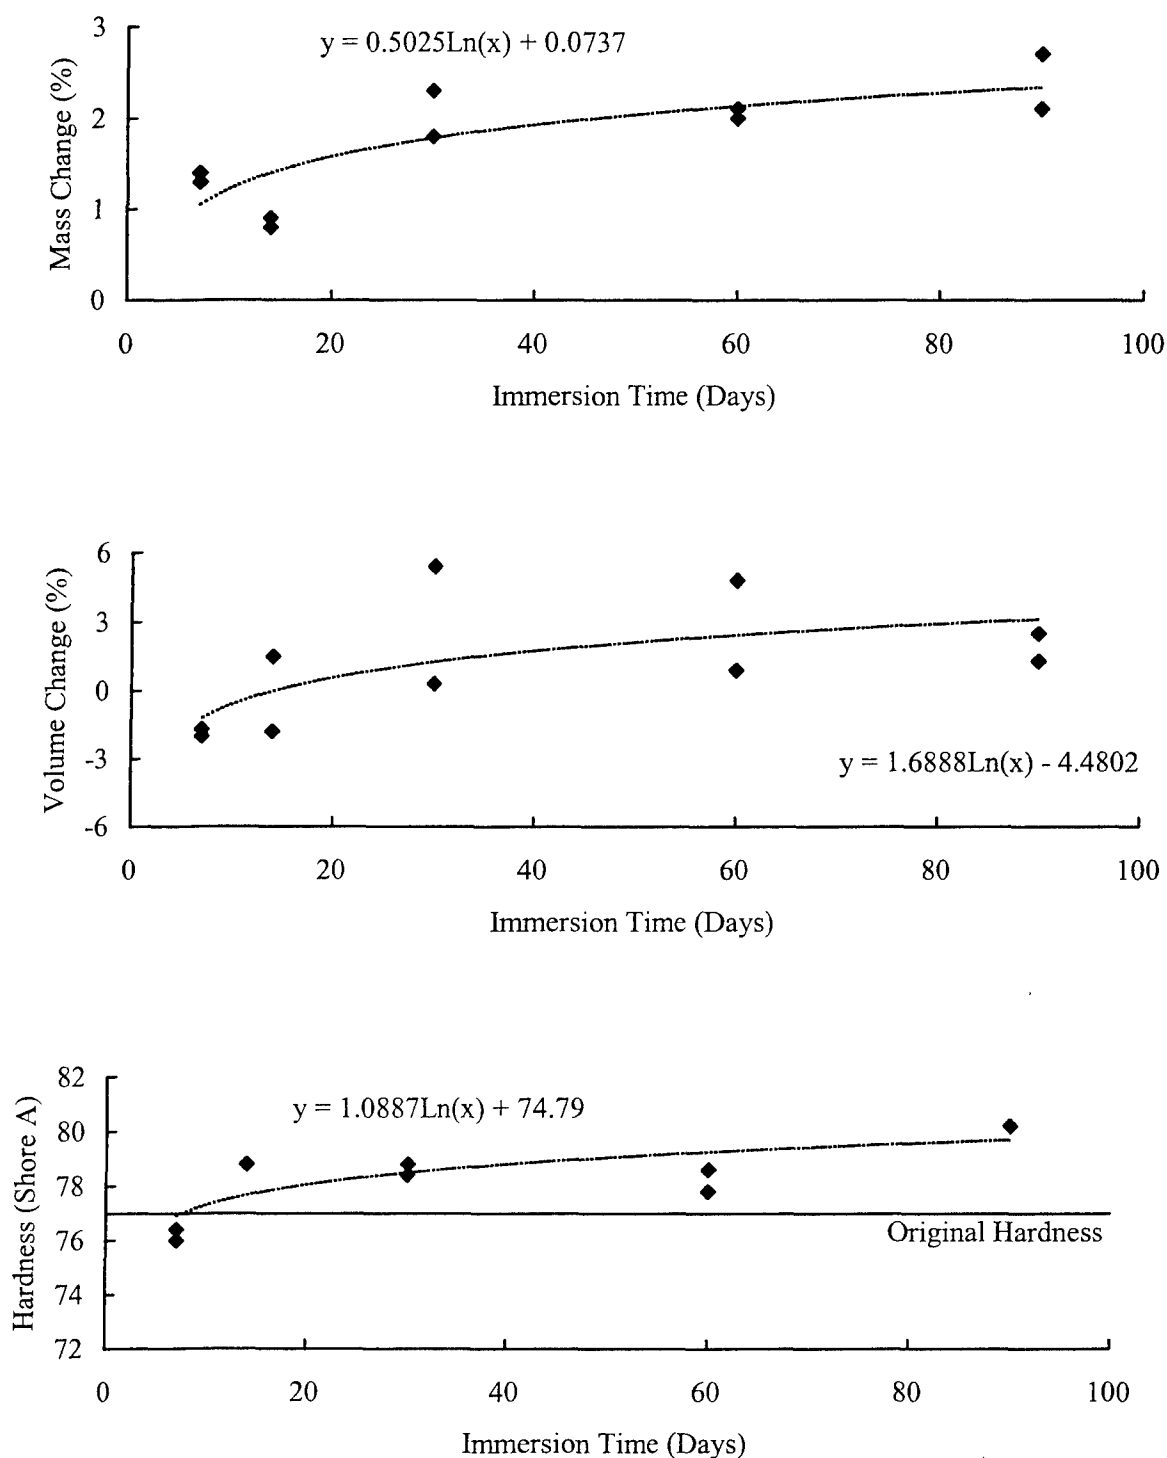 3
y = 0.5025Ln(x) + 0.0737
2
1
0
Mass Change (%)
0 20 40 60 80 100
Immersion Time (Days)
6
3
0
-3
y = 1.6888Ln(x) - 4.4802
-6
Volume Change (%)
0 20 40 60 80 100
Immersion Time (Days)
82
y = 1.0887Ln(x) + 74.79
80
78
76
Original Hardness
74
72
Hardness (Shore A)
0 20 40 60 80 100
Immersion Time (Days)